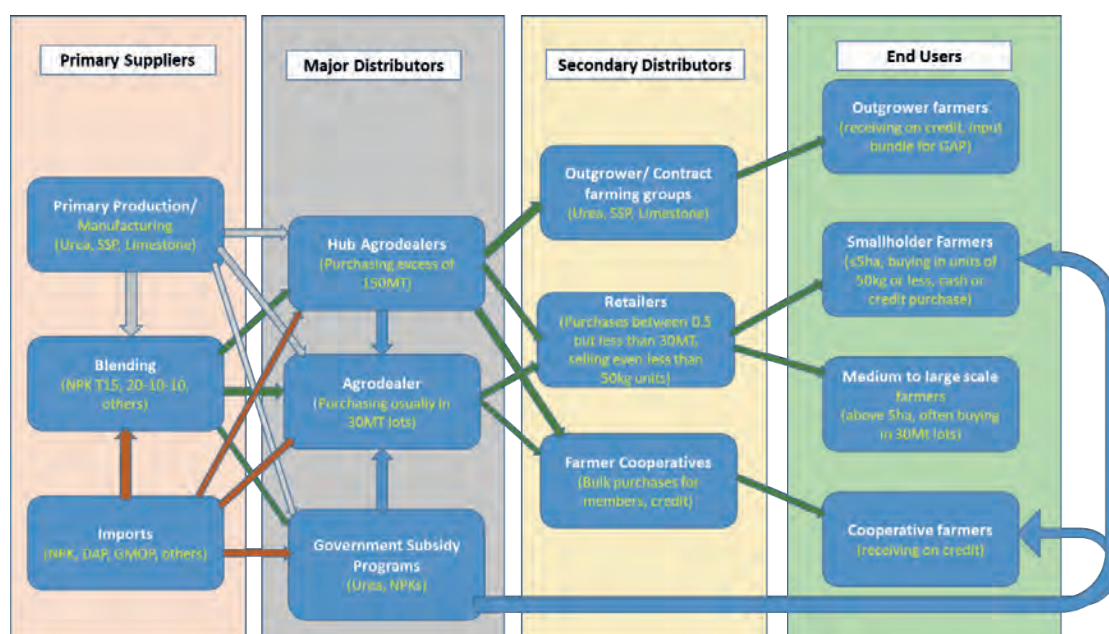 Primary Suppliers
Primary Production/
Manufacturing
(Urea, SSP, Limestone)
Blending
(NPK T15, 20-10-10,
others)
Imports
(NPK, DAP, GMOP, others)
Major Distributors
Hub Agrodealers
(Purchasing excess of
150MT)
Agrodealer
(Purchasing usually in
30MT lots)
Government Subsidy
Programs
(Urea, NPKs)
Secondary Distributors
Outgrower/ Contract
farming groups
(Urea, SSP, Limestone)
Retailers
(Purchases between 0.5
but less than 30MT,
selling even less than
50kg units)
Farmer Cooperatives
(Bulk purchases for
members, credit)
End Users
Outgrower farmers
(receiving on credit, input
bundle for GAP)
Smallholder Farmers
(≤5ha, buying in units of
50kg or less, cash or
credit purchase)
Medium to large scale
farmers
(above 5ha, often buying
in 30Mt lots)
Cooperative farmers
(receiving on credit)